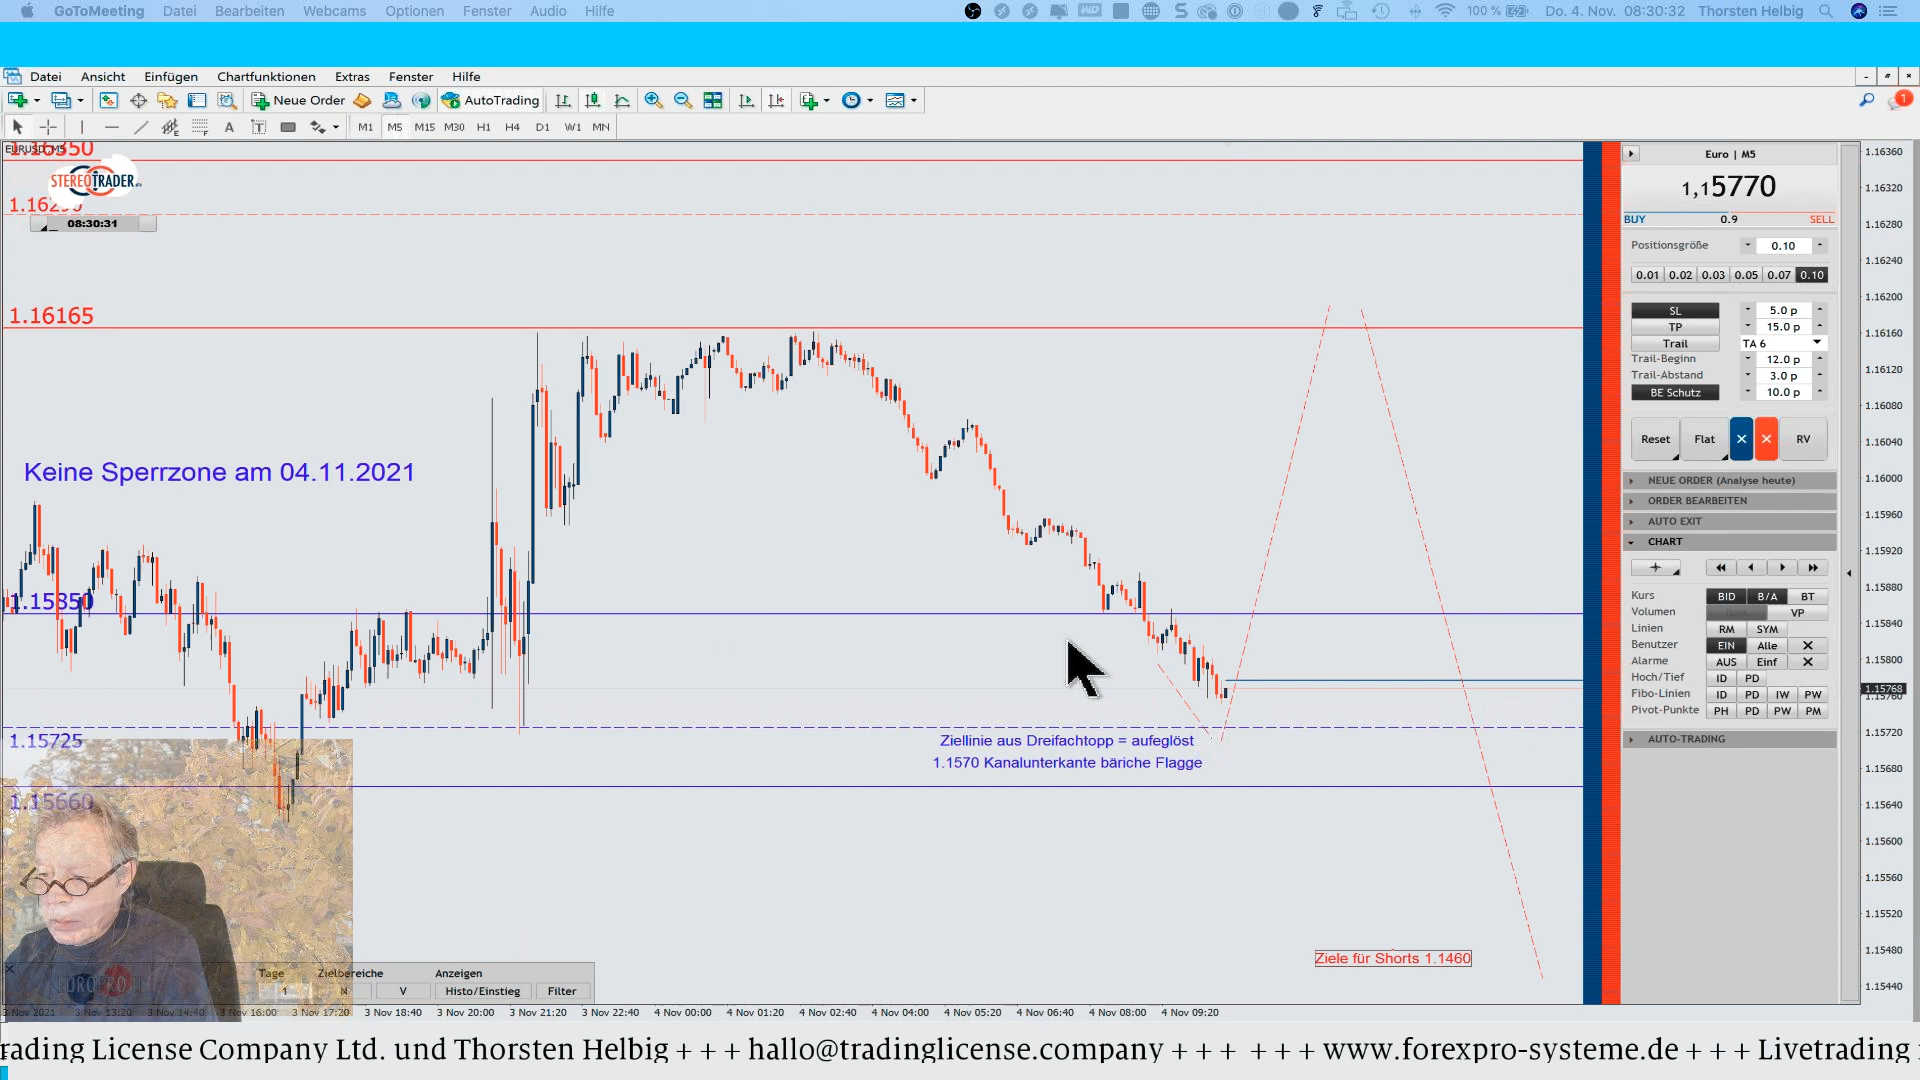 GoToMeeting Datei Bearbeiten Webcams Optionen Fenster Audio Hilfe 100 % Do. 4. Nov. 08:30:32 Thorsten Helbig
Datei Ansicht Einfügen Chartfunktionen Extras Fenster Hilfe
Neue Order AutoTrading
1
A T M1 M5 M15 M30 H1 H4 D1 W1 MN
EURUSD,M5
1.16350
STEREOTRADER
1.16290
08:30:31
1.16165
Keine Sperrzone am 04.11.2021
1.15850
1.15725
Ziellinie aus Dreifachtopp = aufeglöst
1.1570 Kanalunterkante bäriche Flagge
1.15660
Ziele für Shorts 1.1460
Tage Zielbereiche Anzeigen
1 N V Histo/Einstieg Filter
3 Nov 2021 3 Nov 13:20 3 Nov 14:40 3 Nov 16:00 3 Nov 17:20 3 Nov 18:40 3 Nov 20:00 3 Nov 21:20 3 Nov 22:40 4 Nov 00:00 4 Nov 01:20 4 Nov 02:40 4 Nov 04:00 4 Nov 05:20 4 Nov 06:40 4 Nov 08:00 4 Nov 09:20
Euro | M5
1,15770
BUY 0.9 SELL
Positionsgröße 0.10
0.01 0.02 0.03 0.05 0.07 0.10
SL 5.0 p
TP 15.0 p
Trail TA 6
Trail-Beginn 12.0 p
Trail-Abstand 3.0 p
BE Schutz 10.0 p
Reset Flat × × RV
NEUE ORDER (Analyse heute)
ORDER BEARBEITEN
AUTO EXIT
CHART
Kurs BID B/A BT
Volumen VP
Linien RM SYM
Benutzer EIN Alle
Alarme AUS Einf
Hoch/Tief ID PD
Fibo-Linien ID PD IW PW
Pivot-Punkte PH PD PW PM
AUTO-TRADING
1.16360
1.16320
1.16280
1.16240
1.16200
1.16160
1.16120
1.16080
1.16040
1.16000
1.15960
1.15920
1.15880
1.15840
1.15800
1.15768
1.15760
1.15720
1.15680
1.15640
1.15600
1.15560
1.15520
1.15480
1.15440
rading License Company Ltd. und Thorsten Helbig + + + hallo@tradinglicense.company + + + + + + www.forexpro-systeme.de + + + Livetrading